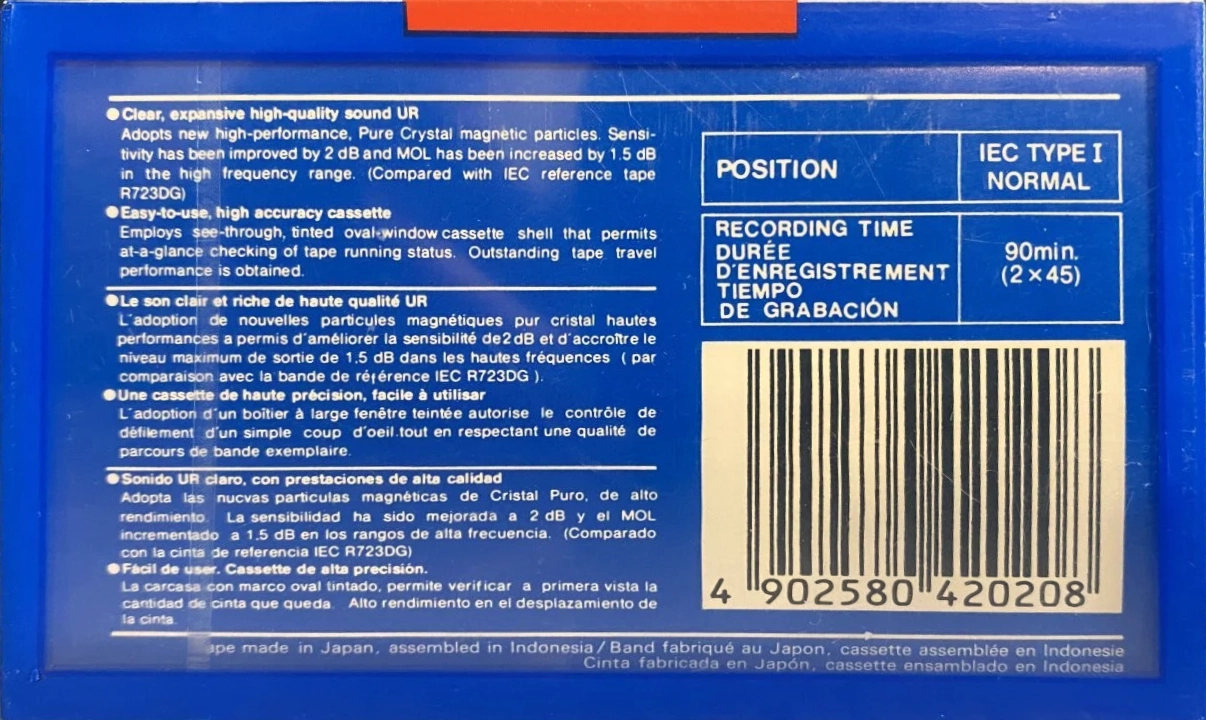 ●Clear, expansive high-quality sound UR
Adopts new high-performance, Pure Crystal magnetic particles. Sensi-
tivity has been improved by 2 dB and MOL has been increased by 1.5 dB
in the high frequency range. (Compared with IEC reference tape
R723DG)
●Easy-to-use, high accuracy cassette
Employs see-through, tinted oval-window cassette shell that permits
at-a-glance checking of tape running status. Outstanding tape travel
performance is obtained.
●Le son clair et riche de haute qualité UR
L'adoption de nouvelles particules magnétiques pur cristal hautes
performances a permis d'améliorer la sensibilité de 2 dB et d'accroître le
niveau maximum de sortie de 1,5 dB dans les hautes fréquences ( par
comparaison avec la bande de référence IEC R723DG ).
●Une cassette de haute précision, facile à utilisar
L'adoption d'un boîtier à large fenêtre teintée autorise le contrôle de
défilement d'un simple coup d'oeil.tout en respectant une qualité de
parcours de bande exemplaire.
●Sonido UR claro, con prestaciones de alta calidad
Adopta las nucvas particulas magnéticas de Cristal Puro, de alto
rendimiento. La sensibilidad ha sido mejorada a 2 dB y el MOL
incrementado a 1.5 dB en los rangos de alta frecuencia. (Comparado
con la cinta de referencia IEC R723DG)
●Fácil de user. Cassette de alta precisión.
La carcasa con marco oval tintado, permite verificar a primera vista la
cantidad de cinta que queda. Alto rendimiento en el desplazamiento de
la cinta.
POSITION
IEC TYPE I
NORMAL
RECORDING TIME
DURÉE
D'ENREGISTREMENT
TIEMPO
DE GRABACIÓN
90min.
(2×45)
4 902580 420208
ape made in Japan, assembled in Indonesia/Band fabriqué au Japon, cassette assemblée en Indonesie
Cinta fabricada en Japón, cassette ensamblado en Indonesia